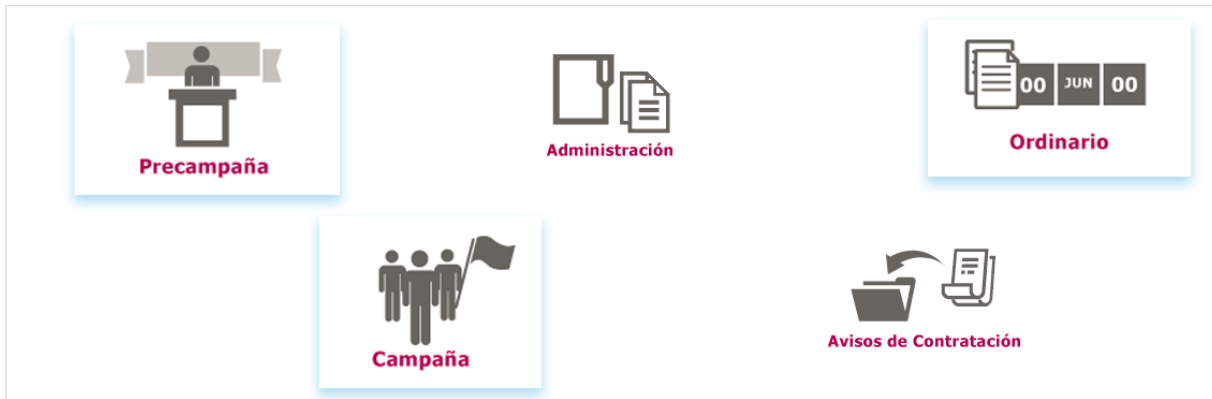 Precampaña
Administración
00 JUN 00
Ordinario
Campaña
Avisos de Contratación